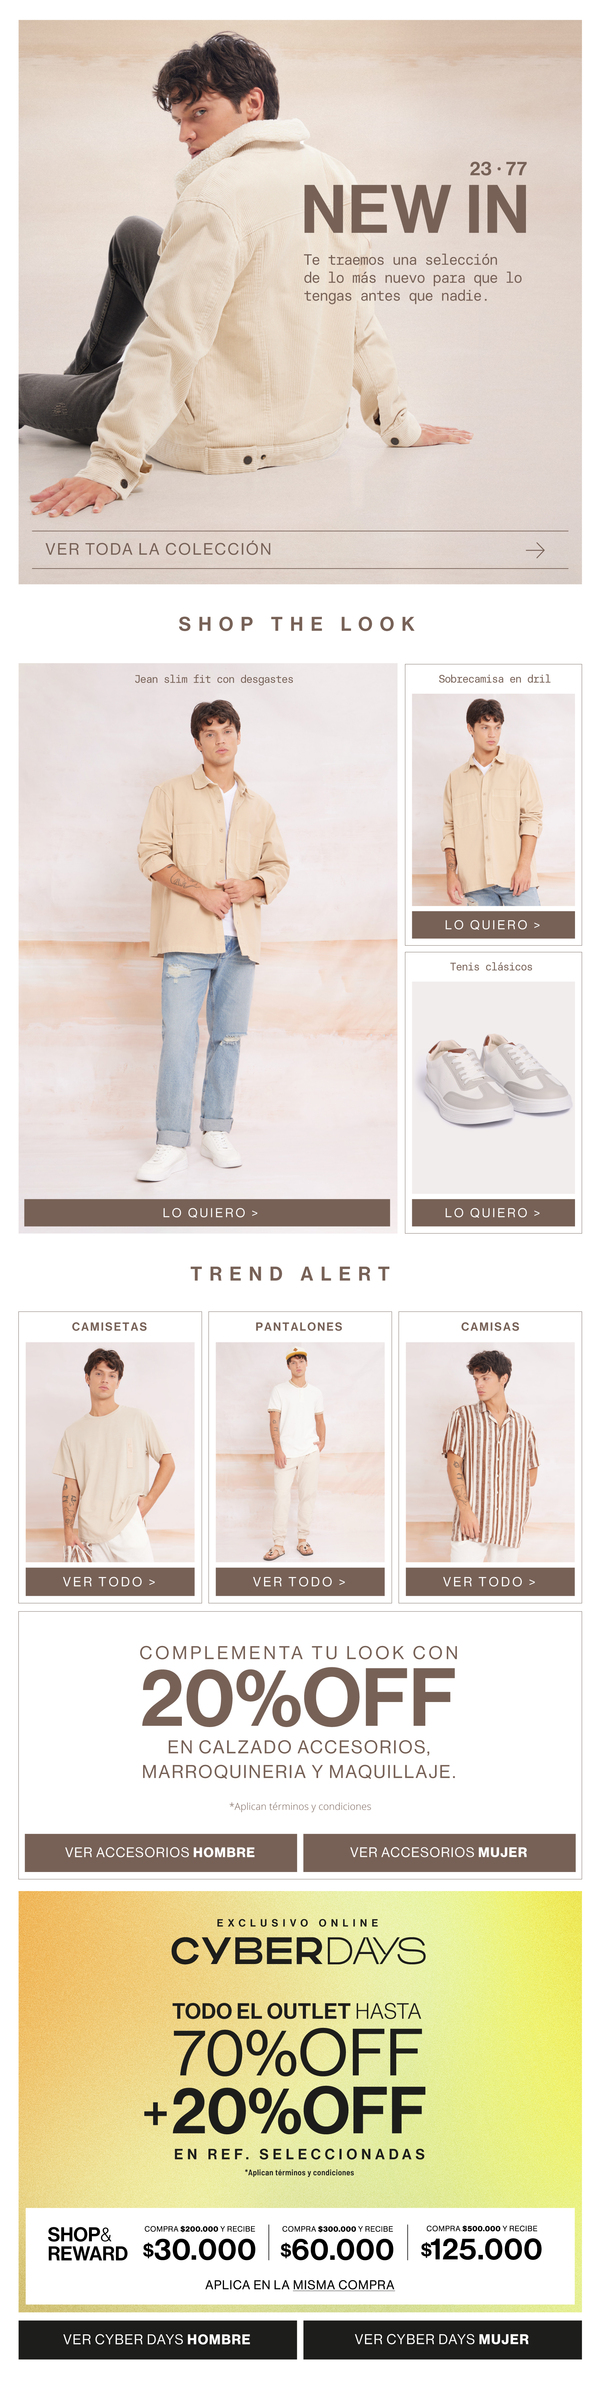 23 · 77
NEW IN
Te traemos una selección
de lo más nuevo para que lo
tengas antes que nadie.
VER TODA LA COLECCIÓN
SHOP THE LOOK
Jean slim fit con desgastes
LO QUIERO >
Sobrecamisa en dril
LO QUIERO >
Tenis clásicos
LO QUIERO >
TREND ALERT
CAMISETAS
VER TODO >
PANTALONES
VER TODO >
CAMISAS
VER TODO >
COMPLEMENTA TU LOOK CON
20%OFF
EN CALZADO ACCESORIOS,
MARROQUINERIA Y MAQUILLAJE.
*Aplican términos y condiciones
VER ACCESORIOS HOMBRE
VER ACCESORIOS MUJER
EXCLUSIVO ONLINE
CYBERDAYS
TODO EL OUTLET HASTA
70%OFF
+20%OFF
EN REF. SELECCIONADAS
*Aplican términos y condiciones
SHOP&
REWARD
COMPRA $200.000 Y RECIBE
$30.000
COMPRA $300.000 Y RECIBE
$60.000
COMPRA $500.000 Y RECIBE
$125.000
APLICA EN LA MISMA COMPRA
VER CYBER DAYS HOMBRE
VER CYBER DAYS MUJER